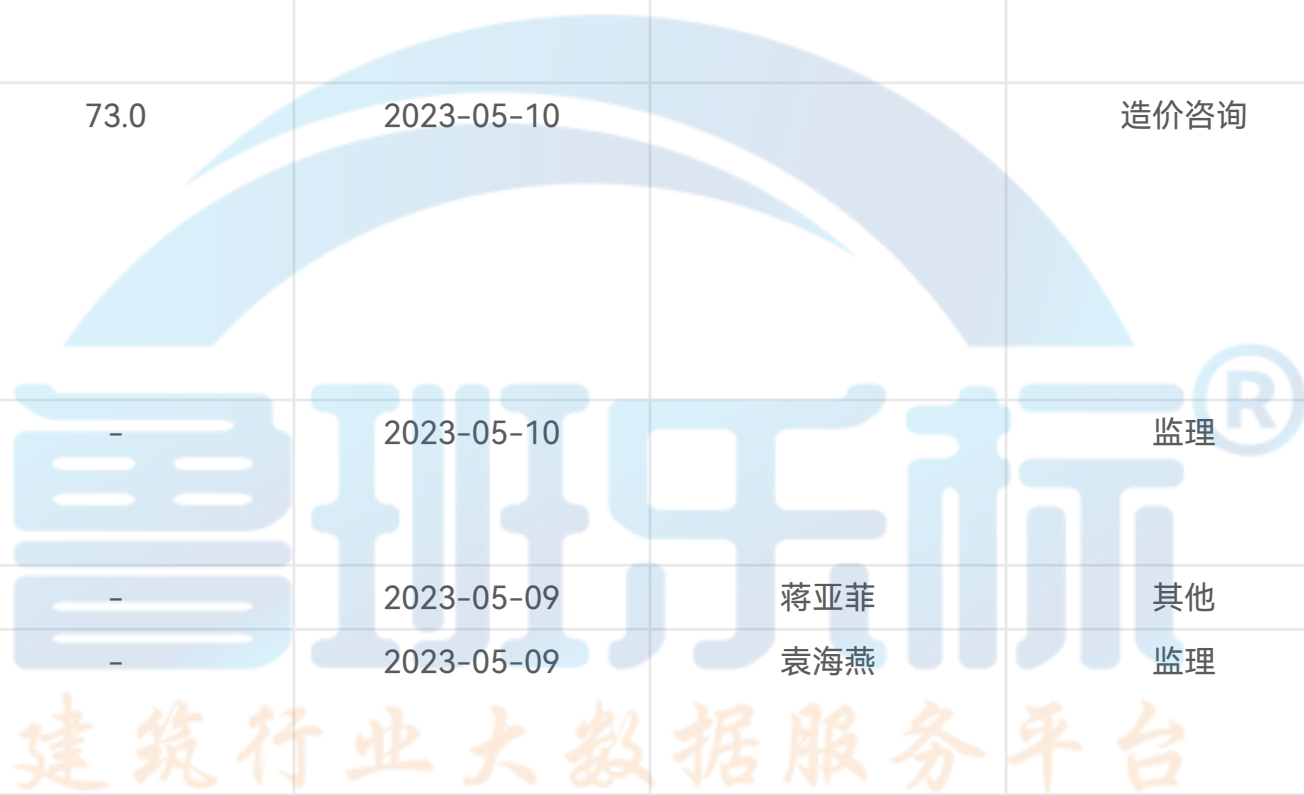 73.0 2023-05-10 造价咨询
鲁班乐标®
- 2023-05-10 监理
- 2023-05-09 蒋亚菲 其他
- 2023-05-09 袁海燕 监理
建筑行业大数据服务平台